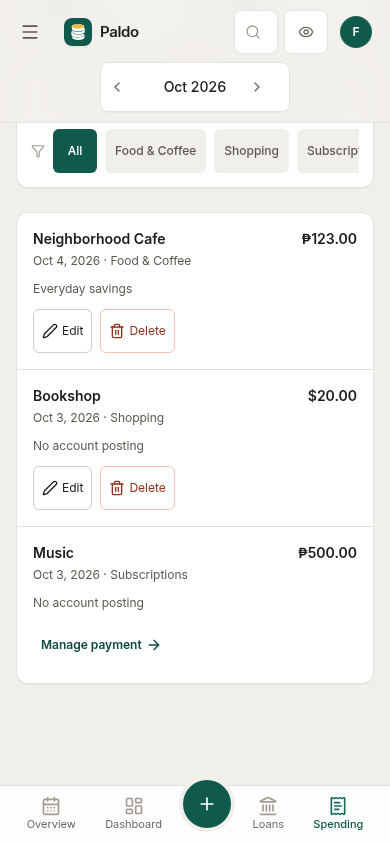 Paldo
F
Oct 2026
All
Food & Coffee
Shopping
Subscrip
Neighborhood Cafe
₱123.00
Oct 4, 2026 · Food & Coffee
Everyday savings
Edit
Delete
Bookshop
$20.00
Oct 3, 2026 · Shopping
No account posting
Edit
Delete
Music
₱500.00
Oct 3, 2026 · Subscriptions
No account posting
Manage payment →
Overview
Dashboard
Loans
Spending